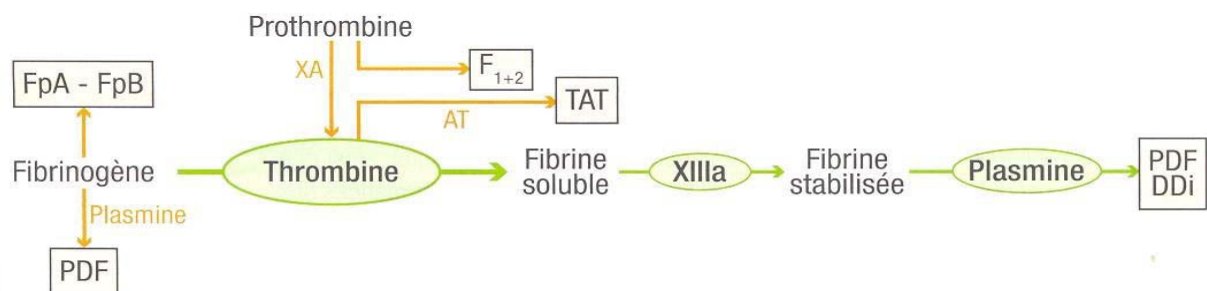 Prothrombine
XA
F1+2
FpA - FpB
TAT
AT
Fibrinogène
Thrombine
Fibrine
soluble
XIIIa
Fibrine
stabilisée
Plasmine
PDF
DDi
Plasmine
PDF